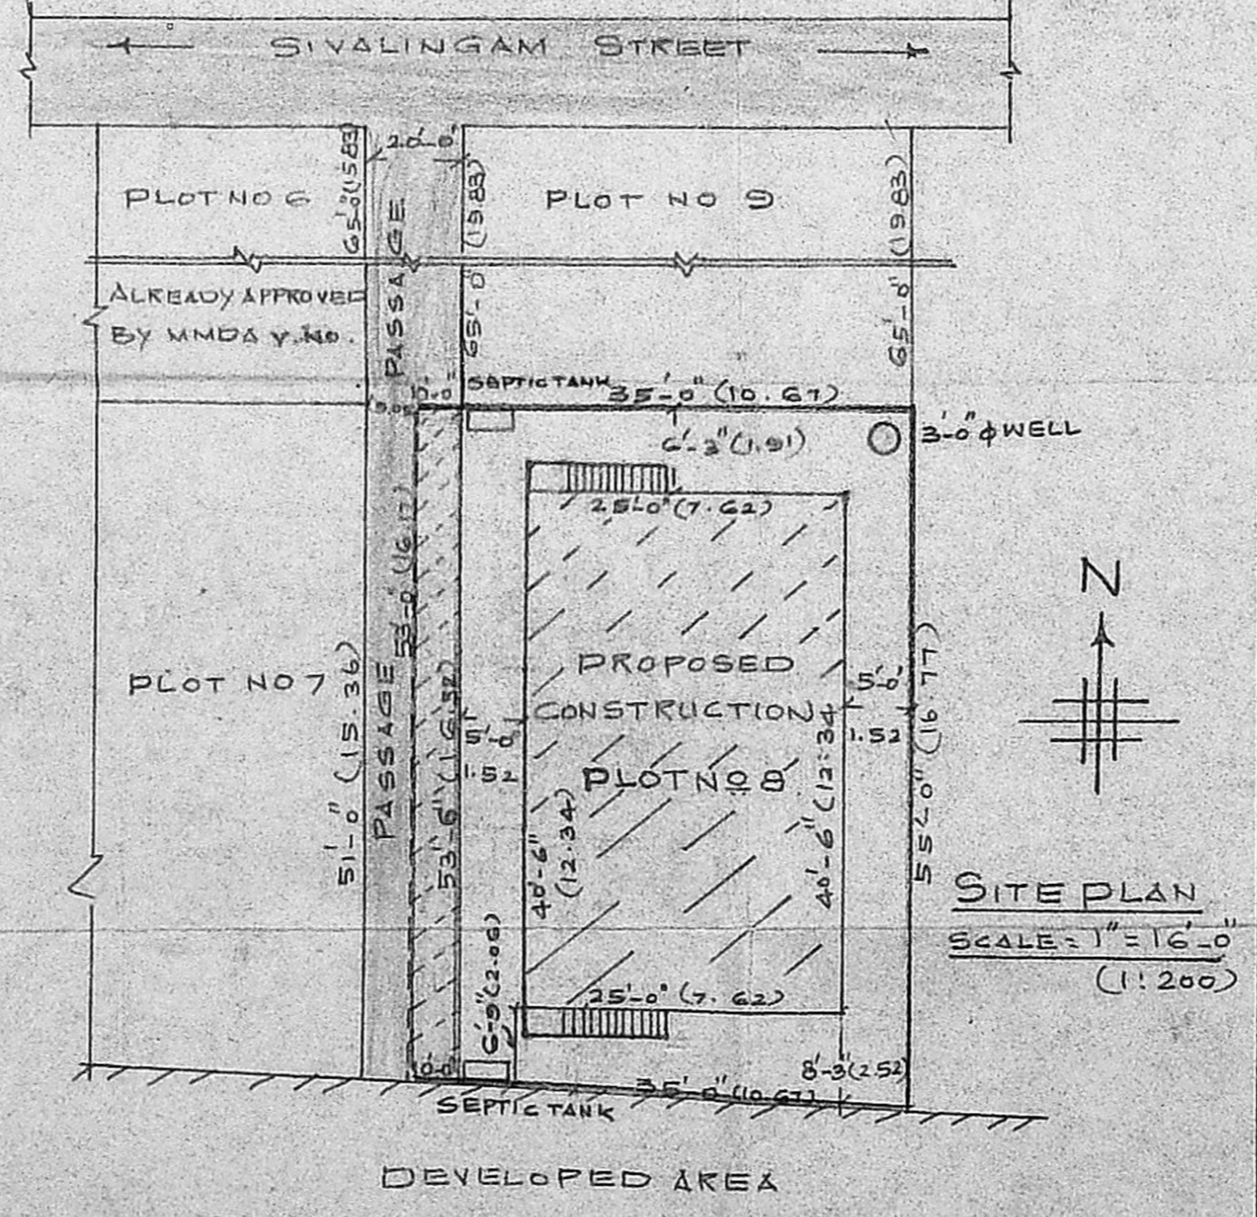 SIVALINGAM STREET
20'-0"
PLOT NO 6
65'-0"(15.83)
PASSAGE
65'-0" (19.83)
PLOT NO 9
65'-0" (19.83)
ALREADY APPROVED
BY MMDA V.NO.
10'-0"
SEPTIC TANK
35'-0" (10.67)
6'-3" (1.91)
3'-0" ϕ WELL
25'-0" (7.62)
PLOT NO 7
51'-0" (15.36)
PASSAGE
53'-0" (16.17)
53'-6" (16.52)
5'-0"
1.52
PROPOSED
CONSTRUCTION
PLOT NO 8
40'-6"
(12.34)
40'-6" (12.34)
5'-0"
1.52
55'-0" (16.77)
N
SITE PLAN
SCALE = 1" = 16'-0"
(1:200)
25'-0" (7.62)
6'-9" (2.06)
10'-0"
8'-3" (2.52)
35'-0" (10.67)
SEPTIC TANK
DEVELOPED AREA